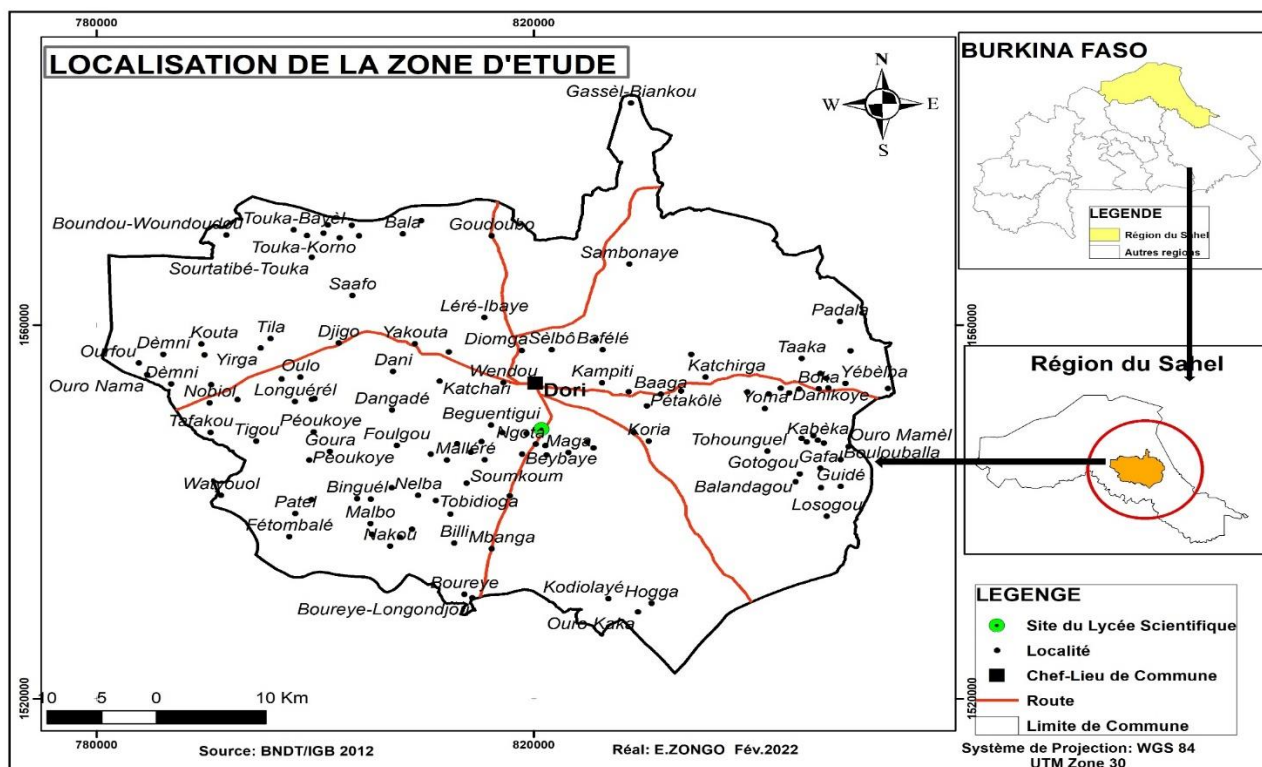 780000
820000
LOCALISATION DE LA ZONE D'ETUDE
N
W
E
S
Gassèl-Biankou
Boundou-Woundoudou
Touka-Bayèl
Bala
Goudoubo
Touka-Korno
Sourtatibé-Touka
Sambonaye
Saafo
Léré-Ibaye
Padala
1560000
1560000
Dèmni
Kouta
Tila
Djigo
Yakouta
Diomga
Sèlbô
Bafélé
Ourfou
Yirga
Taaka
Dèmni
Oulo
Dani
Wendou
Kampiti
Katchirga
Ouro Nama
Nobiol
Longuérél
Katchari
Dori
Baaga
Boka
Yébèlba
Dangadé
Pétakôlè
Yoma
Danikoye
Tafakou
Péoukoye
Beguentigui
Tigou
Goura
Foulgou
Ngota
Maga
Koria
Tohounguel
Kabèka
Ouro Mamèl
Péoukoye
Malléré
Beybaye
Gotogou
Gafal
Boulouballa
Soumkoum
Balandagou
Guidé
Binguél
Nelba
Patel
Tobidioga
Losogou
Fétombalé
Malbo
Nakou
Billi
Mbanga
Boureye
Kodiolayé
Hogga
Boureye-Longondjou
Ouro Kaka
1520000
1520000
10
-5
0
10 Km
780000
820000
Source: BNDT/IGB 2012
Réal: E.ZONGO Fév.2022
BURKINA FASO
LEGENDE
Région du Sahel
Autres regions
Région du Sahel
LEGENGE
Site du Lycée Scientifique
Localité
Chef-Lieu de Commune
Route
Limite de Commune
Système de Projection: WGS 84
UTM Zone 30